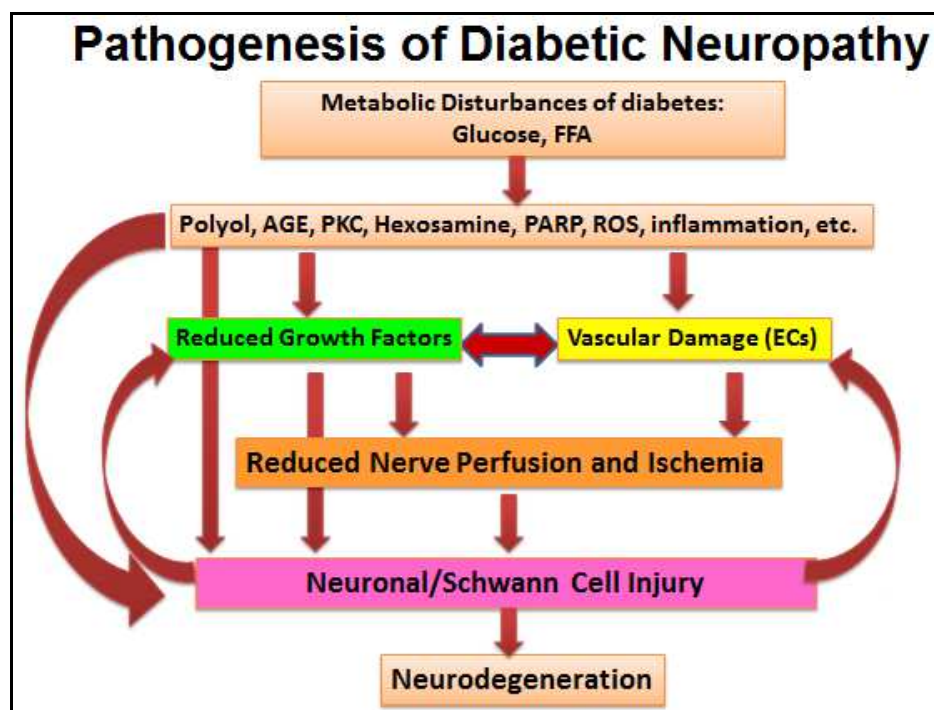 Pathogenesis of Diabetic Neuropathy
Metabolic Disturbances of diabetes:
Glucose, FFA
Polyol, AGE, PKC, Hexosamine, PARP, ROS, inflammation, etc.
Reduced Growth Factors
Vascular Damage (ECs)
Reduced Nerve Perfusion and Ischemia
Neuronal/Schwann Cell Injury
Neurodegeneration